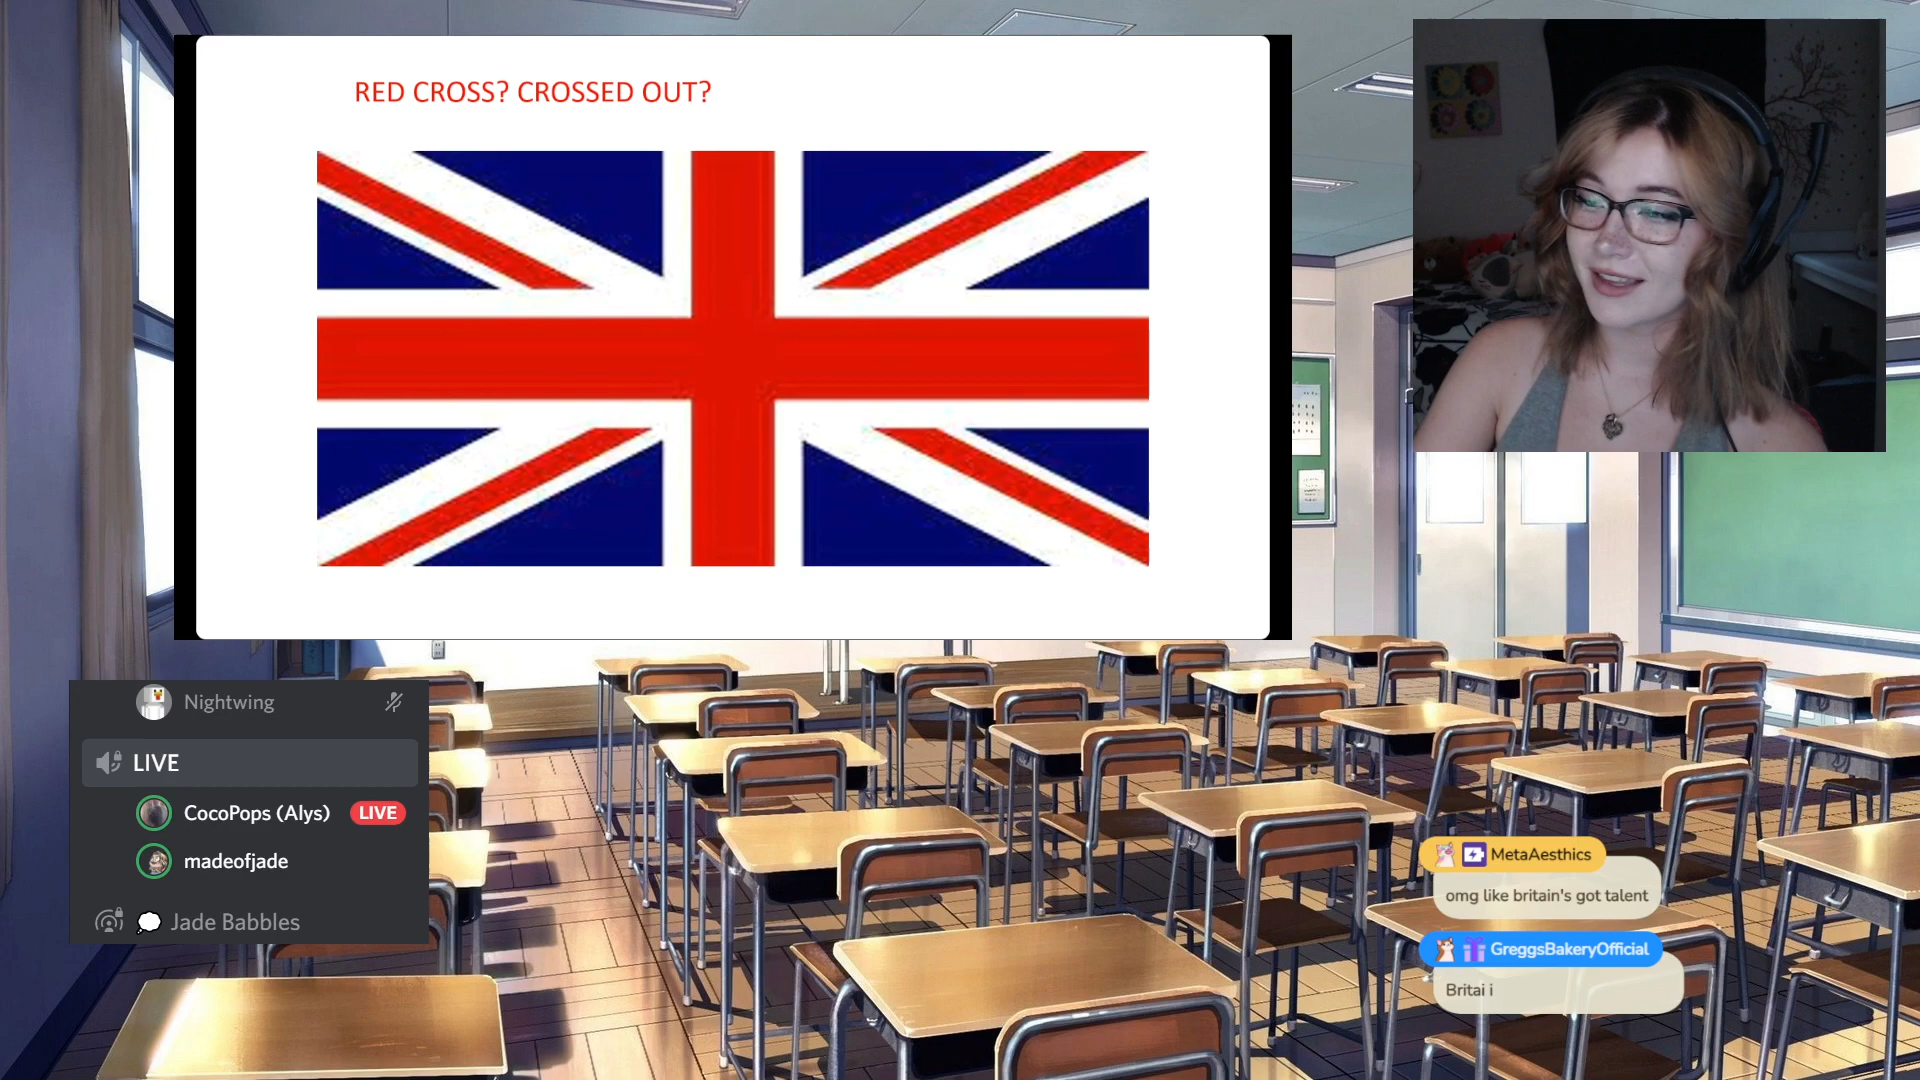 RED CROSS? CROSSED OUT?
Nightwing
LIVE
CocoPops (Alys) LIVE
madeofjade
Jade Babbles
MetaAesthics
omg like britain's got talent
GreggsBakeryOfficial
Britai i